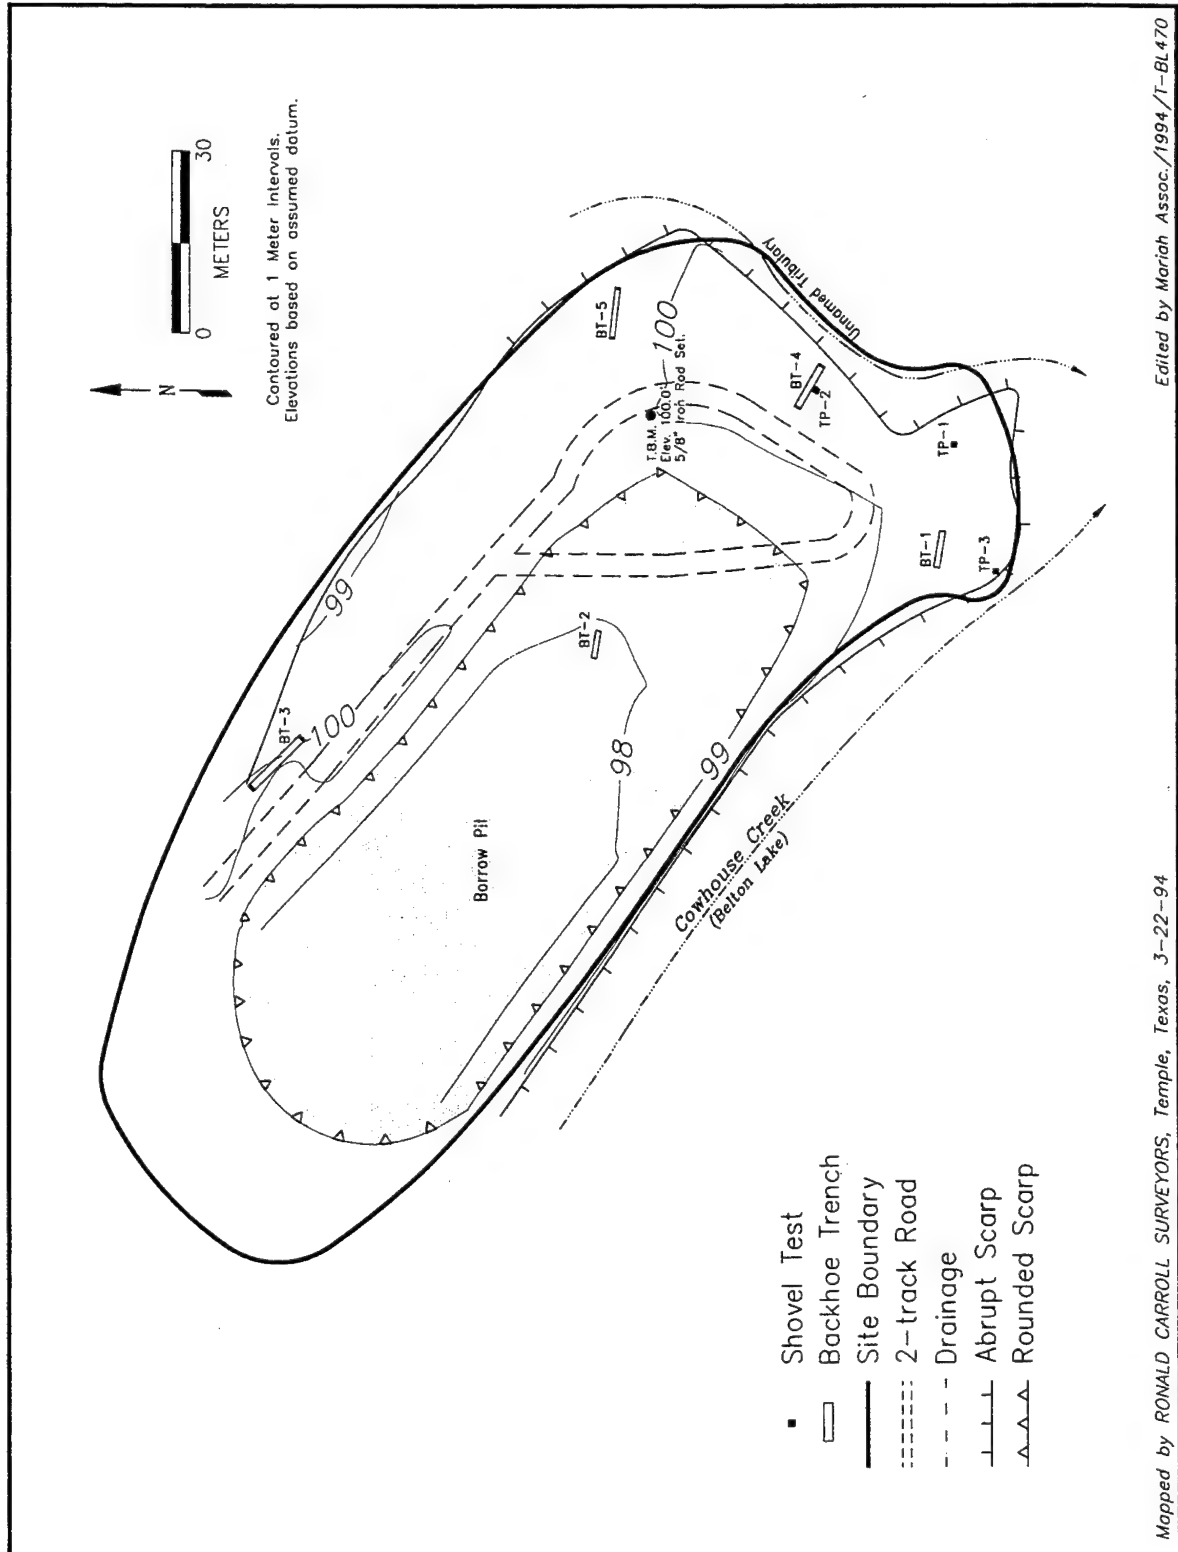 0
30
METERS
N
Contoured at 1 Meter Intervals.
Elevations based on assumed datum.
BT-3
100
99
BT-5
T.B.M.
Elev. 100.0'
5/8" Iron Rod Set.
100
BT-2
Borrow Pit
98
99
BT-4
TP-2
Unnamed Tributary
BT-1
TP-1
TP-3
Cowhouse Creek
(Belton Lake)
Shovel Test
Backhoe Trench
Site Boundary
2-track Road
Drainage
Abrupt Scarp
Rounded Scarp
Mapped by RONALD CARROLL SURVEYORS, Temple, Texas, 3-22-94
Edited by Mariah Assoc./1994/T-BL470